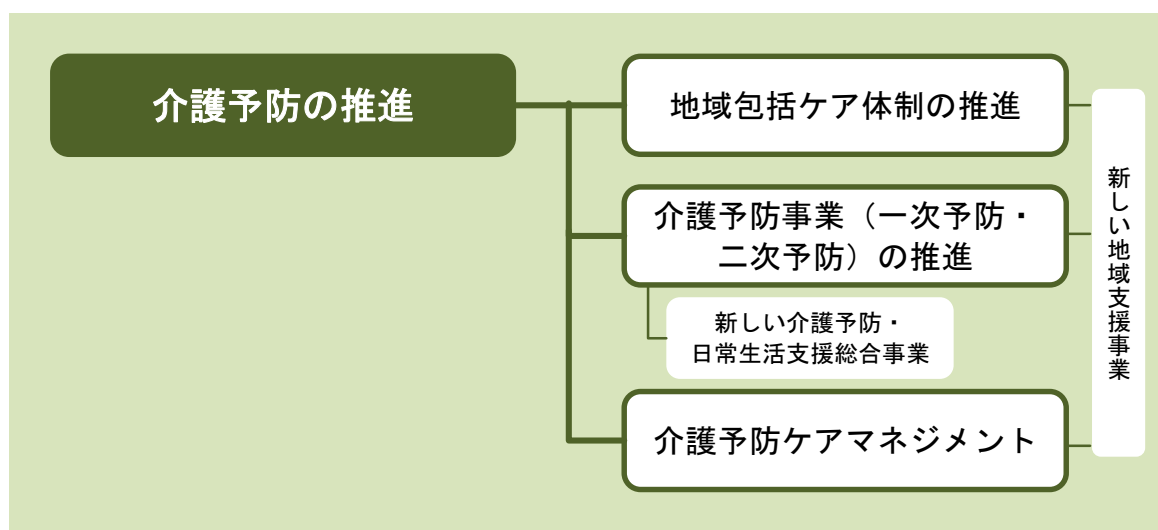 介護予防の推進
地域包括ケア体制の推進
介護予防事業（一次予防・
二次予防）の推進
新しい介護予防・
日常生活支援総合事業
介護予防ケアマネジメント
新しい地域支援事業